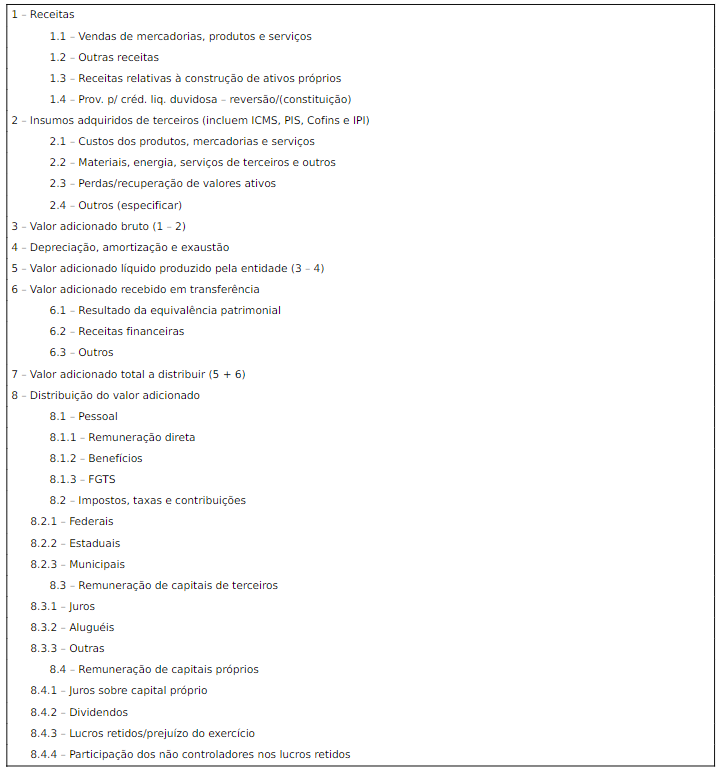 1 – Receitas
1.1 – Vendas de mercadorias, produtos e serviços
1.2 – Outras receitas
1.3 – Receitas relativas à construção de ativos próprios
1.4 – Prov. p/ créd. liq. duvidosa – reversão/(constituição)
2 – Insumos adquiridos de terceiros (incluem ICMS, PIS, Cofins e IPI)
2.1 – Custos dos produtos, mercadorias e serviços
2.2 – Materiais, energia, serviços de terceiros e outros
2.3 – Perdas/recuperação de valores ativos
2.4 – Outros (especificar)
3 – Valor adicionado bruto (1 – 2)
4 – Depreciação, amortização e exaustão
5 – Valor adicionado líquido produzido pela entidade (3 – 4)
6 – Valor adicionado recebido em transferência
6.1 – Resultado da equivalência patrimonial
6.2 – Receitas financeiras
6.3 – Outros
7 – Valor adicionado total a distribuir (5 + 6)
8 – Distribuição do valor adicionado
8.1 – Pessoal
8.1.1 – Remuneração direta
8.1.2 – Benefícios
8.1.3 – FGTS
8.2 – Impostos, taxas e contribuições
8.2.1 – Federais
8.2.2 – Estaduais
8.2.3 – Municipais
8.3 – Remuneração de capitais de terceiros
8.3.1 – Juros
8.3.2 – Aluguéis
8.3.3 – Outras
8.4 – Remuneração de capitais próprios
8.4.1 – Juros sobre capital próprio
8.4.2 – Dividendos
8.4.3 – Lucros retidos/prejuízo do exercício
8.4.4 – Participação dos não controladores nos lucros retidos